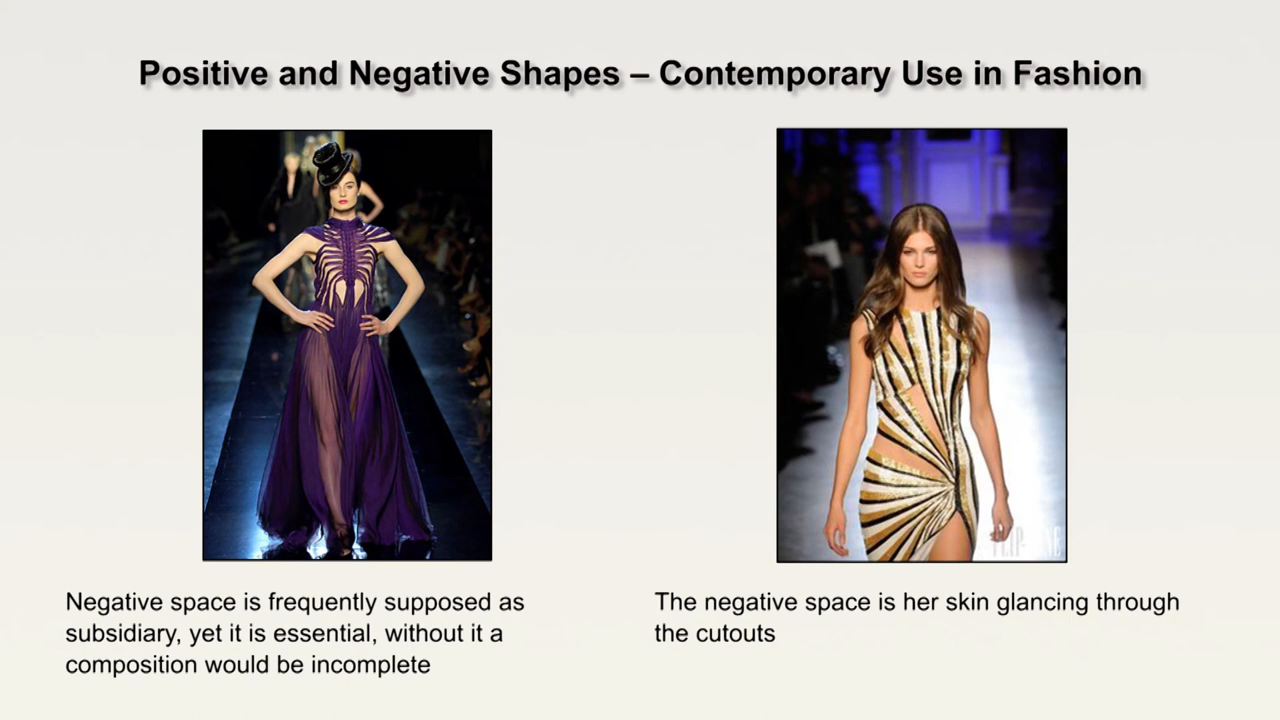 Positive and Negative Shapes – Contemporary Use in Fashion
Negative space is frequently supposed as
subsidiary, yet it is essential, without it a
composition would be incomplete
The negative space is her skin glancing through
the cutouts